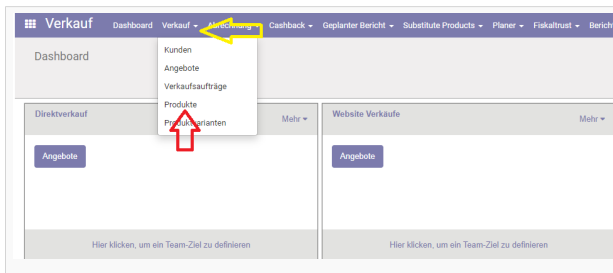 Verkauf Dashboard Verkauf Abrechnung Cashback Geplanter Bericht Substitute Products Planer Fiskaltrust
Dashboard
Kunden
Angebote
Verkaufsaufträge
Produkte
Produktvarianten
Direktverkauf Mehr
Website Verkäufe Mehr
Angebote
Angebote
Hier klicken, um ein Team-Ziel zu definieren
Hier klicken, um ein Team-Ziel zu definieren